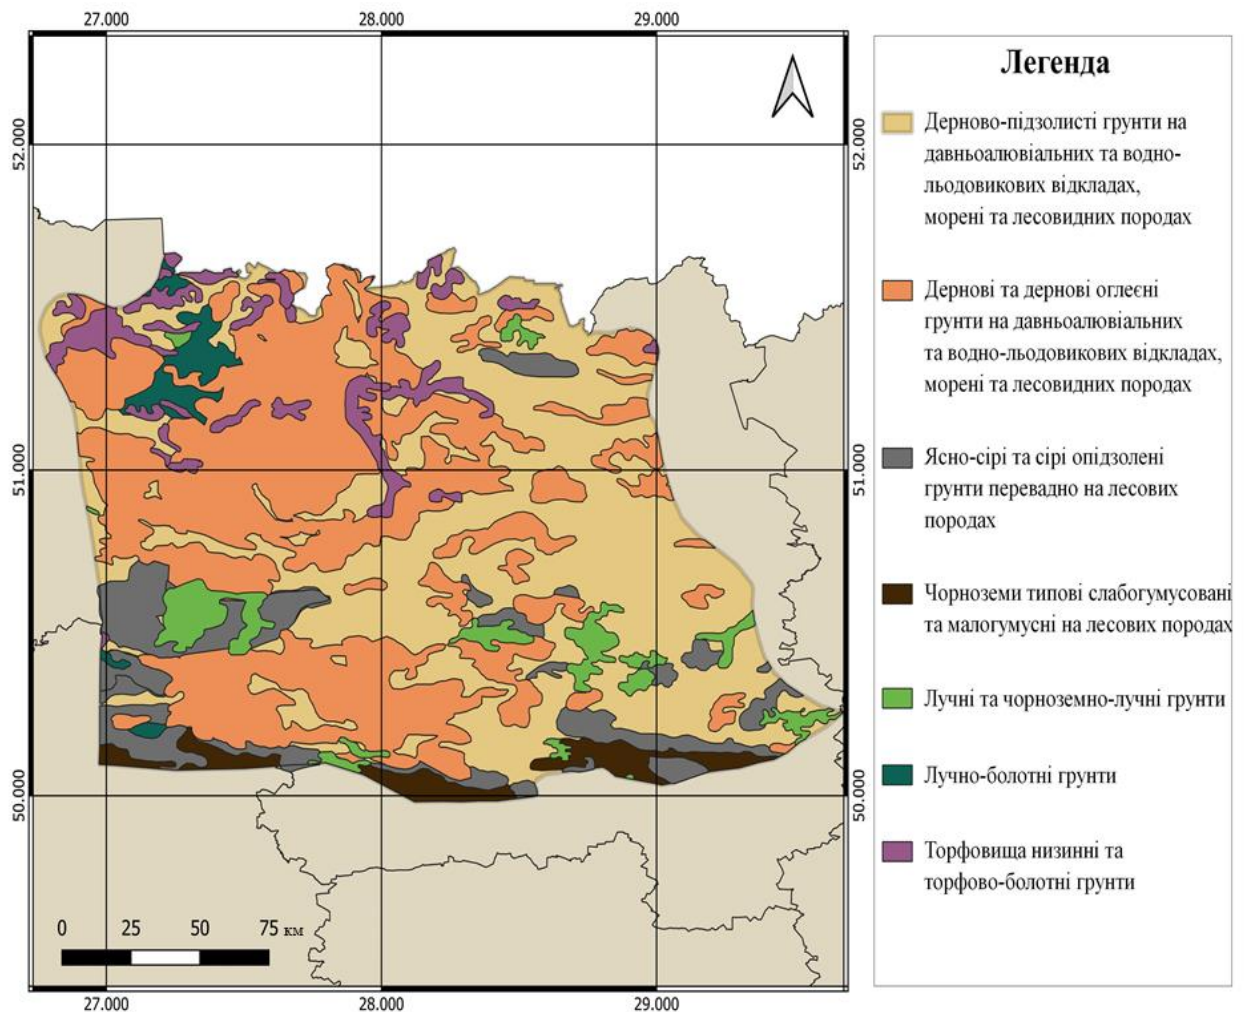 27.000
28.000
29.000
52.000
52.000
51.000
51.000
50.000
50.000
0
25
50
75 км
27.000
28.000
29.000
Легенда
Дерново-підзолисті грунти на
давньоалювіальних та водно-
льодовикових відкладах,
морені та лесовидних породах
Дернові та дернові оглеєні
грунти на давньоалювіальних
та водно-льодовикових відкладах,
морені та лесовидних породах
Ясно-сірі та сірі опідзолені
грунти перевадно на лесових
породах
Чорноземи типові слабогумусовані
та малогумусні на лесових породах
Лучні та чорноземно-лучні грунти
Лучно-болотні грунти
Торфовища низинні та
торфово-болотні грунти